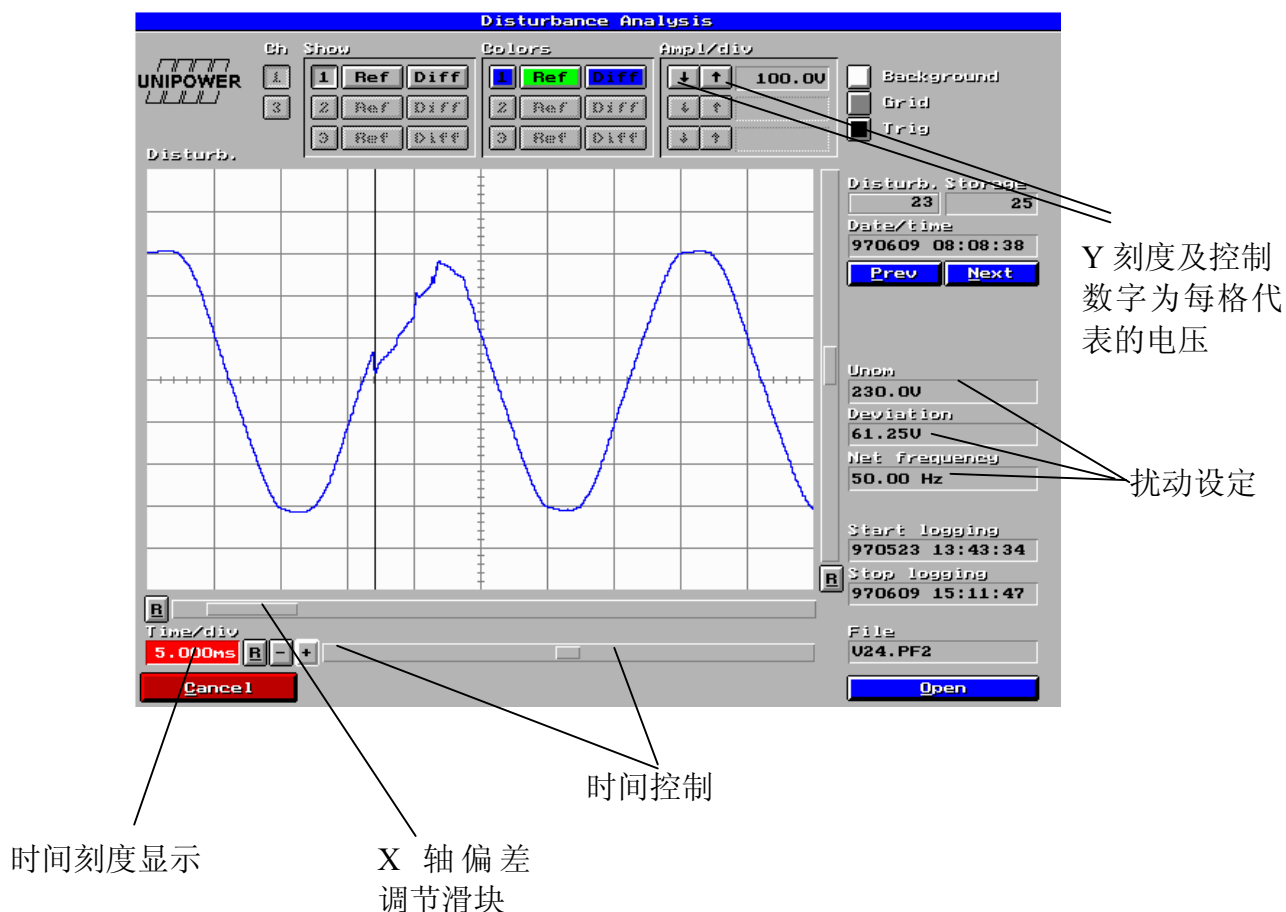 Disturbance Analysis
UNIPOWER
Ch Show Colors Ampl/div
1 1 Ref Diff 1 Ref Diff 100.0V Background
3 2 Ref Diff 2 Ref Diff Grid
3 Ref Diff 3 Ref Diff Trig
Disturb.
Disturb. Storage
23 25
Date/time
970609 08:08:38
Prev Next
Y 刻度及控制
数字为每格代
表的电压
Unom
230.0V
Deviation
61.25V
Net frequency
50.00 Hz
扰动设定
Start logging
970523 13:43:34
R Stop logging
970609 15:11:47
R
Time/div
5.000ms R - +
File
V24.PF2
Cancel
Open
时间控制
时间刻度显示
X 轴偏差
调节滑块